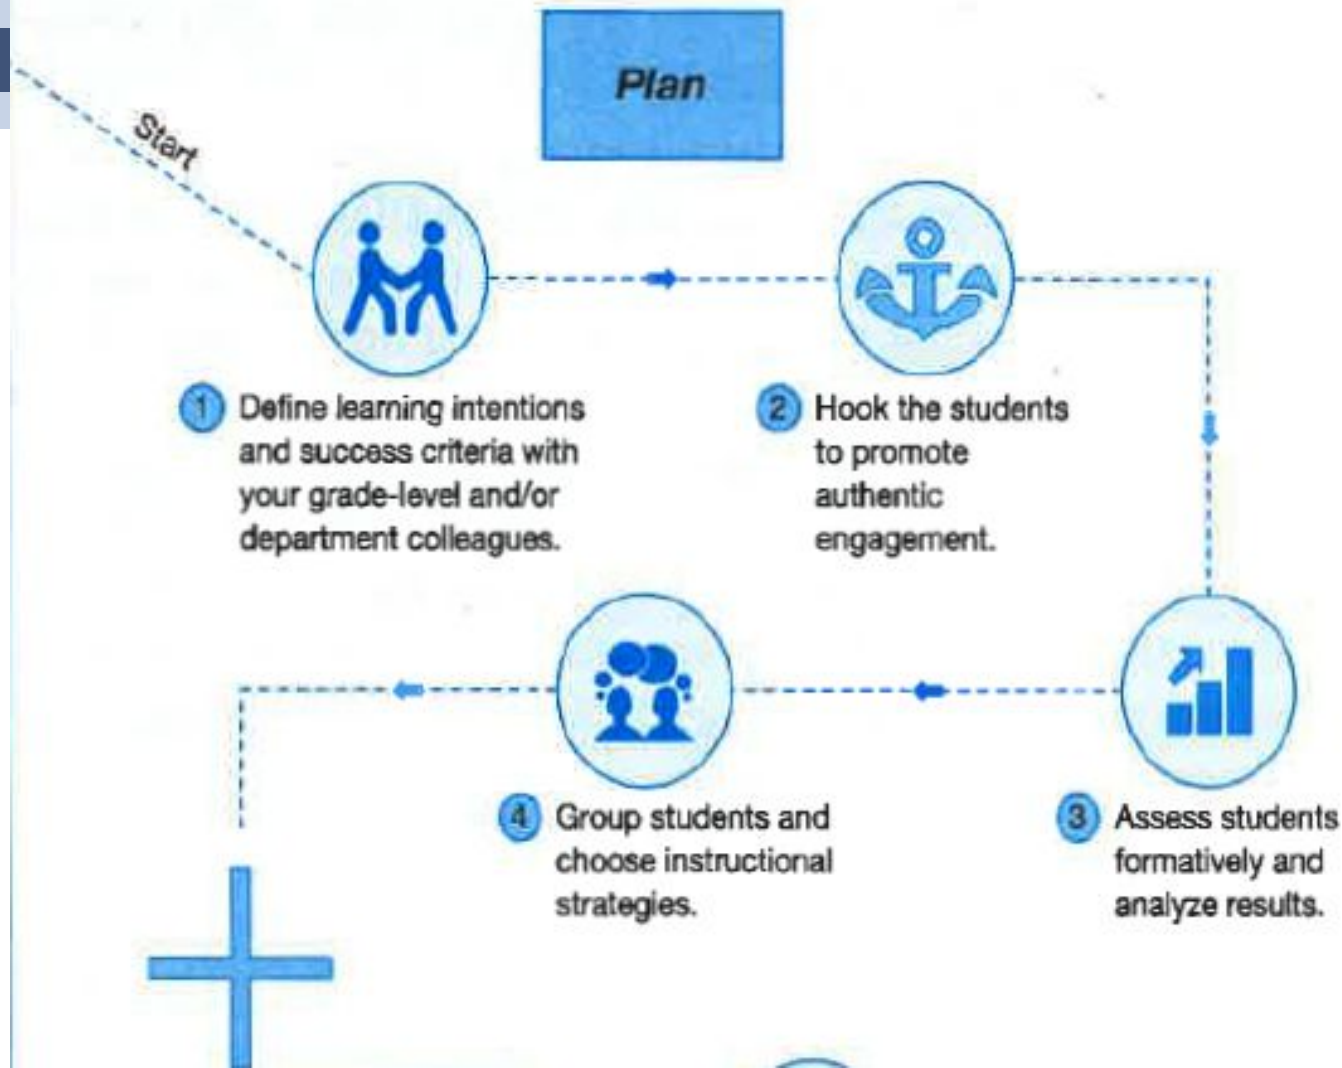 Plan
Start
1 Define learning intentions
and success criteria with
your grade-level and/or
department colleagues.
2 Hook the students
to promote
authentic
engagement.
3 Assess students
formatively and
analyze results.
4 Group students and
choose instructional
strategies.